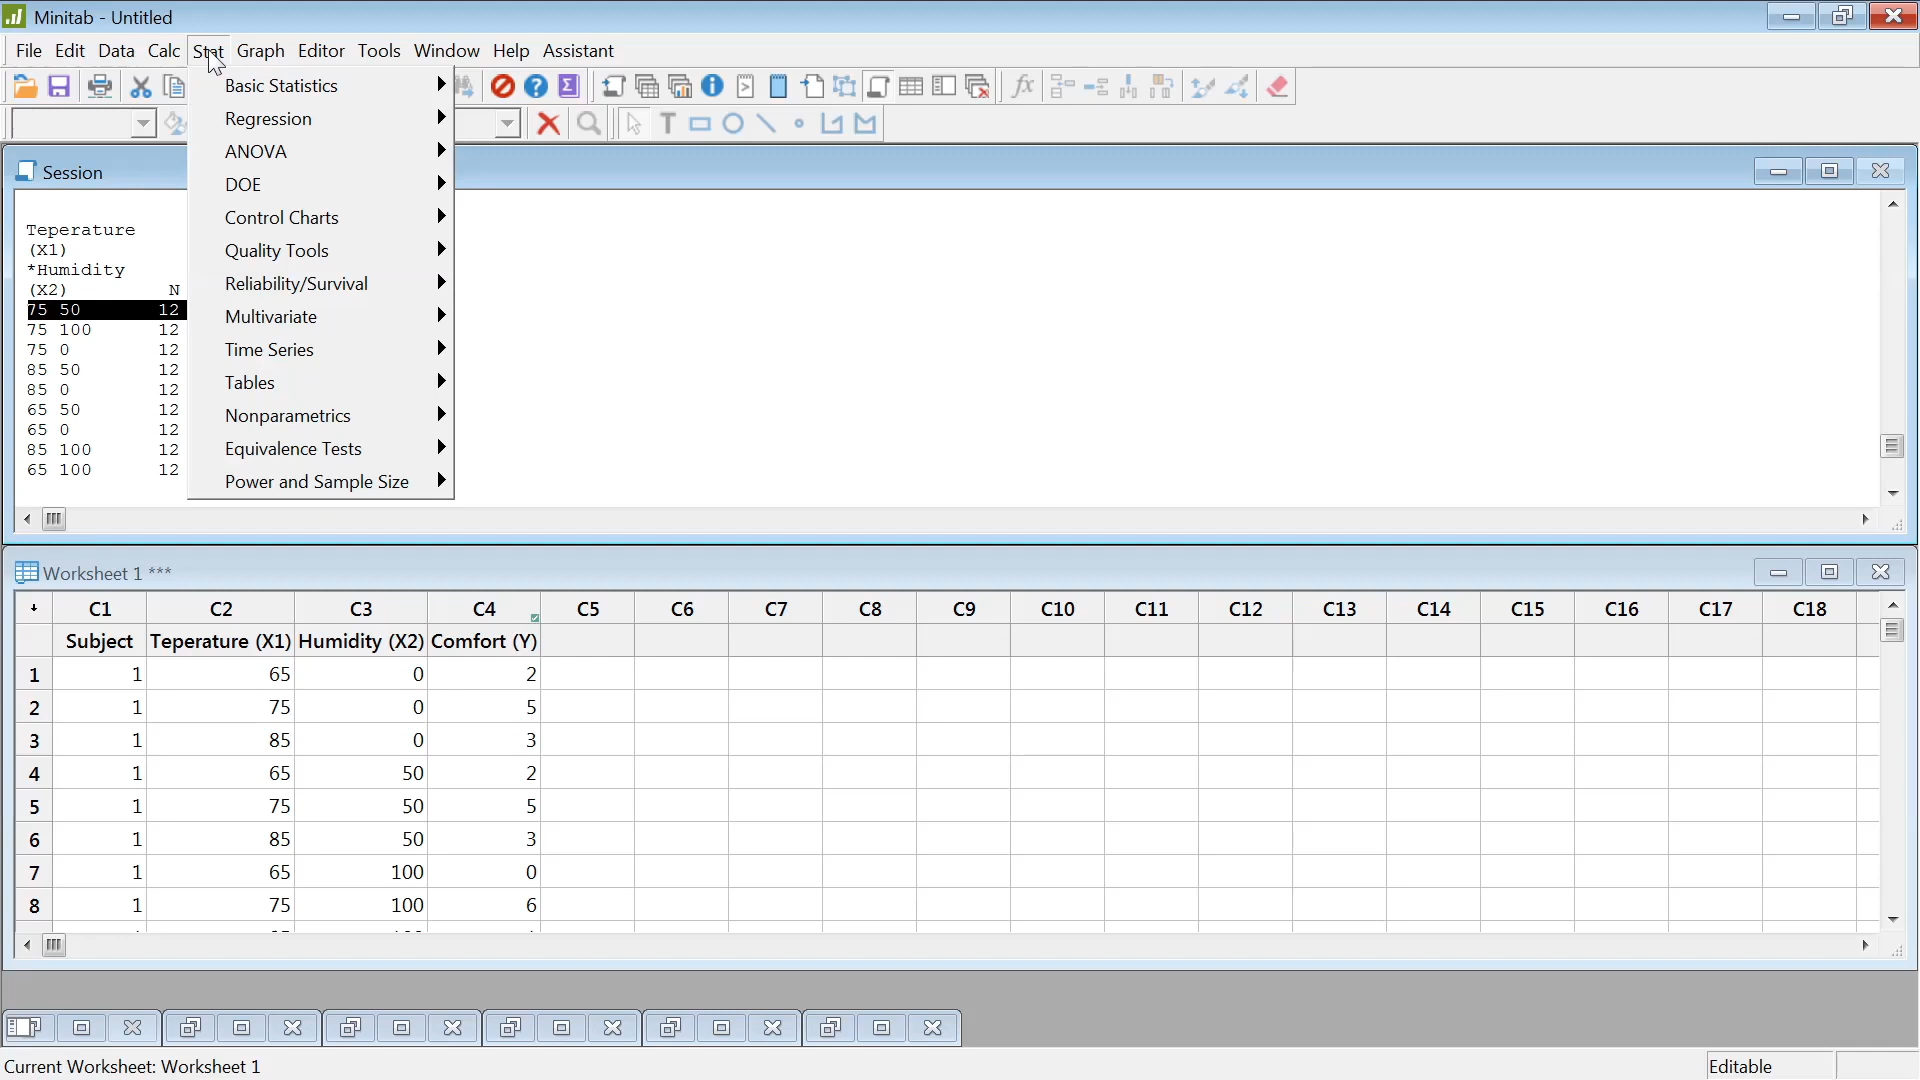 Minitab - Untitled
File Edit Data Calc Stat Graph Editor Tools Window Help Assistant
Basic Statistics
Regression
ANOVA
DOE
Control Charts
Quality Tools
Reliability/Survival
Multivariate
Time Series
Tables
Nonparametrics
Equivalence Tests
Power and Sample Size
Session
Teperature
(X1)
*Humidity
(X2) N
75 50 12
75 100 12
75 0 12
85 50 12
85 0 12
65 50 12
65 0 12
85 100 12
65 100 12
Worksheet 1 ***
C1 C2 C3 C4 C5 C6 C7 C8 C9 C10 C11 C12 C13 C14 C15 C16 C17 C18
Subject Teperature (X1) Humidity (X2) Comfort (Y)
1 1 65 0 2
2 1 75 0 5
3 1 85 0 3
4 1 65 50 2
5 1 75 50 5
6 1 85 50 3
7 1 65 100 0
8 1 75 100 6
Current Worksheet: Worksheet 1
Editable